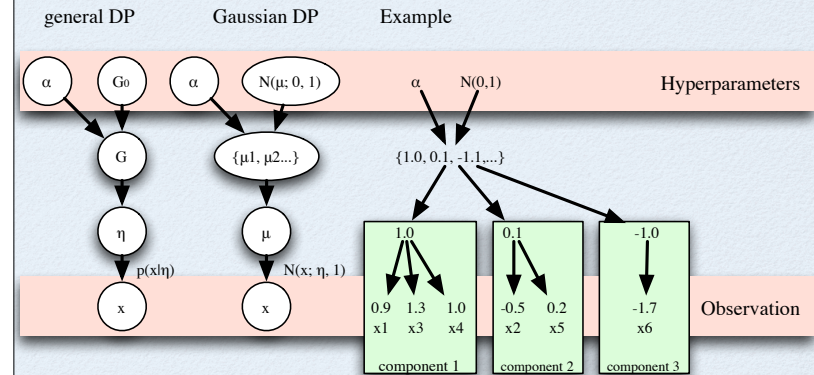 general DP Gaussian DP Example
α G0 α N(μ; 0, 1) α N(0,1) Hyperparameters
G {μ1, μ2...} {1.0, 0.1, -1.1,...}
η μ 1.0 0.1 -1.0
p(x|η) N(x; η, 1)
x x 0.9 1.3 1.0 -0.5 0.2 -1.7 Observation
x1 x3 x4 x2 x5 x6
component 1 component 2 component 3